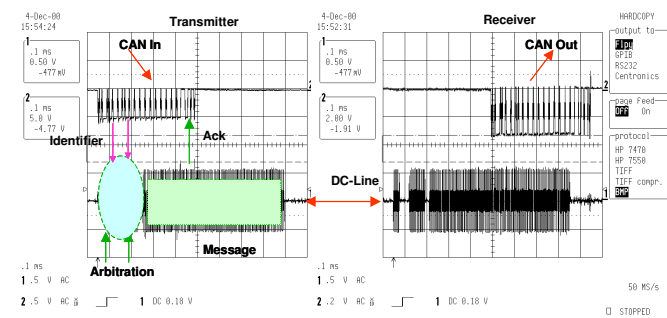 4-Dec-00
15:54:24
Transmitter
1
.1 ms
0.50 V
-477 mV
2
.1 ms
5.0 V
-4.77 V
CAN In
2
Identifier
Ack
1
Message
Arbitration
.1 ms
1 .5 V AC
2 .5 V AC
1 DC 0.18 V
DC-Line
4-Dec-00
15:52:31
Receiver
1
.1 ms
0.50 V
-477 mV
2
.1 ms
2.00 V
-1.91 V
CAN Out
2
1
.1 ms
1 .5 V AC
2 .2 V AC
1 DC 0.18 V
HARDCOPY
output to
GPIB
RS232
Centronics
page feed
OFF On
protocol
HP 7470
HP 7550
TIFF
TIFF compr.
BMP
50 MS/s
STOPPED